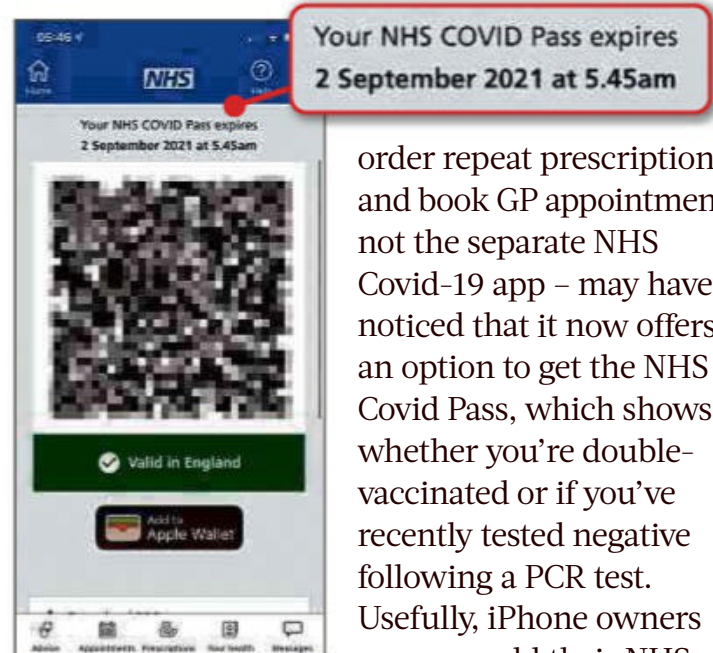 05:46
Your NHS COVID Pass expires
2 September 2021 at 5.45am
Home
NHS
Your NHS COVID Pass expires
2 September 2021 at 5.45am
Valid in England
Add to
Apple Wallet
Advice Appointments Prescriptions Your health Messages
order repeat prescription
and book GP appointmen
not the separate NHS
Covid-19 app – may have
noticed that it now offers
an option to get the NHS
Covid Pass, which shows
whether you're double-
vaccinated or if you've
recently tested negative
following a PCR test.
Usefully, iPhone owners
their NHS